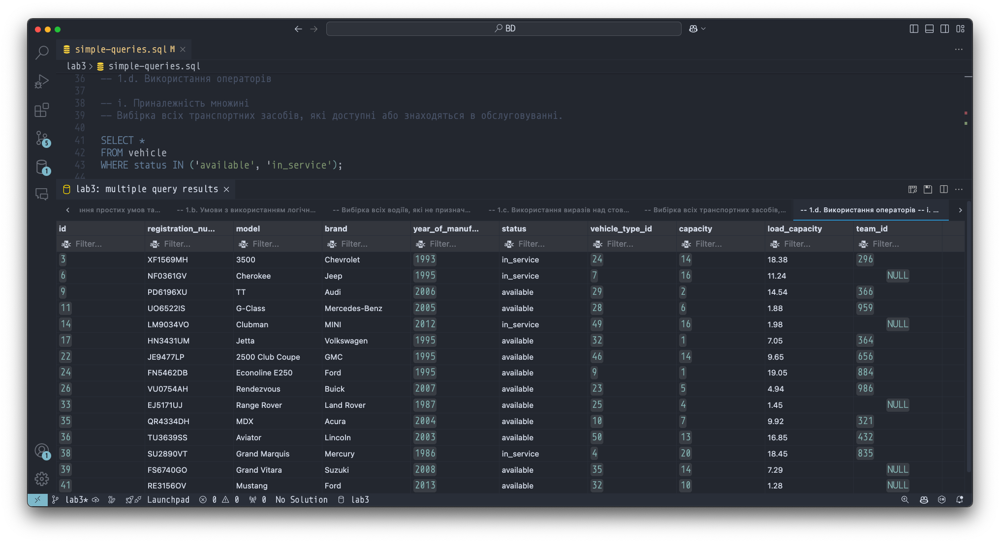 BD
simple-queries.sql M
lab3 > simple-queries.sql
36 -- 1.d. Використання операторів
37
38 -- i. Приналежність множині
39 -- Вибірка всіх транспортних засобів, які доступні або знаходяться в обслуговуванні.
40
41 SELECT *
42 FROM vehicle
43 WHERE status IN ('available', 'in_service');
44
5
1
lab3: multiple query results
ання простих умов та... -- 1.b. Умови з використанням логічн... -- Вибірка всіх водіїв, які не признач... -- 1.c. Використання виразів над стов... -- Вибірка всіх транспортних засобів,... -- 1.d. Використання операторів -- i. ...
id registration_nu... model brand year_of_manuf... status vehicle_type_id capacity load_capacity team_id
abc Filter... abc Filter... abc Filter... abc Filter... abc Filter... abc Filter... abc Filter... abc Filter... abc Filter... abc Filter...
3 XF1569MH 3500 Chevrolet 1993 in_service 24 14 18.38 296
6 NF0361GV Cherokee Jeep 1995 in_service 7 16 11.24 NULL
9 PD6196XU TT Audi 2006 available 29 2 14.54 366
11 UO6522IS G-Class Mercedes-Benz 2005 available 28 6 1.88 959
14 LM9034VO Clubman MINI 2012 in_service 49 16 1.98 NULL
17 HN3431UM Jetta Volkswagen 1995 available 32 1 7.05 364
22 JE9477LP 2500 Club Coupe GMC 1995 available 46 14 9.65 656
24 FN5462DB Econoline E250 Ford 1995 available 9 1 19.05 884
26 VU0754AH Rendezvous Buick 2007 available 23 5 4.94 986
33 EJ5171UJ Range Rover Land Rover 1987 available 25 4 1.45 NULL
35 QR4334DH MDX Acura 2004 available 10 7 9.92 321
36 TU3639SS Aviator Lincoln 2003 available 50 13 16.85 432
38 SU2890VT Grand Marquis Mercury 1986 in_service 4 20 18.45 835
39 FS6740GO Grand Vitara Suzuki 2008 available 35 14 7.29 NULL
41 RE3156OV Mustang Ford 2013 available 32 10 1.28 NULL
1
lab3* Launchpad 0 0 0 No Solution lab3